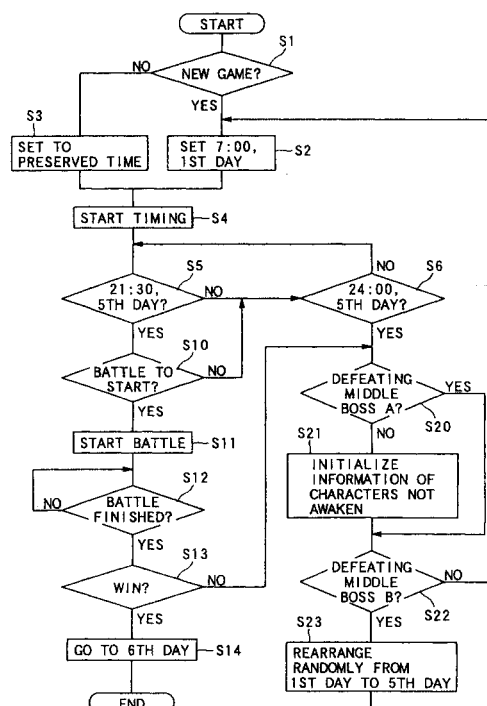 START
S1
NEW GAME?
NO
YES
S3
SET TO
PRESERVED TIME
SET 7:00,
1ST DAY
S2
START TIMING
S4
S5
21:30,
5TH DAY?
NO
YES
S6
NO
24:00,
5TH DAY?
YES
S10
BATTLE TO
START?
NO
YES
DEFEATING
MIDDLE
BOSS A?
YES
S20
NO
START BATTLE
S11
S21
INITIALIZE
INFORMATION OF
CHARACTERS NOT
AWAKEN
S12
BATTLE
FINISHED?
NO
YES
S13
WIN?
NO
YES
DEFEATING
MIDDLE
BOSS B?
NO
S22
YES
GO TO 6TH DAY
S14
S23
REARRANGE
RANDOMLY FROM
1ST DAY TO 5TH DAY
END